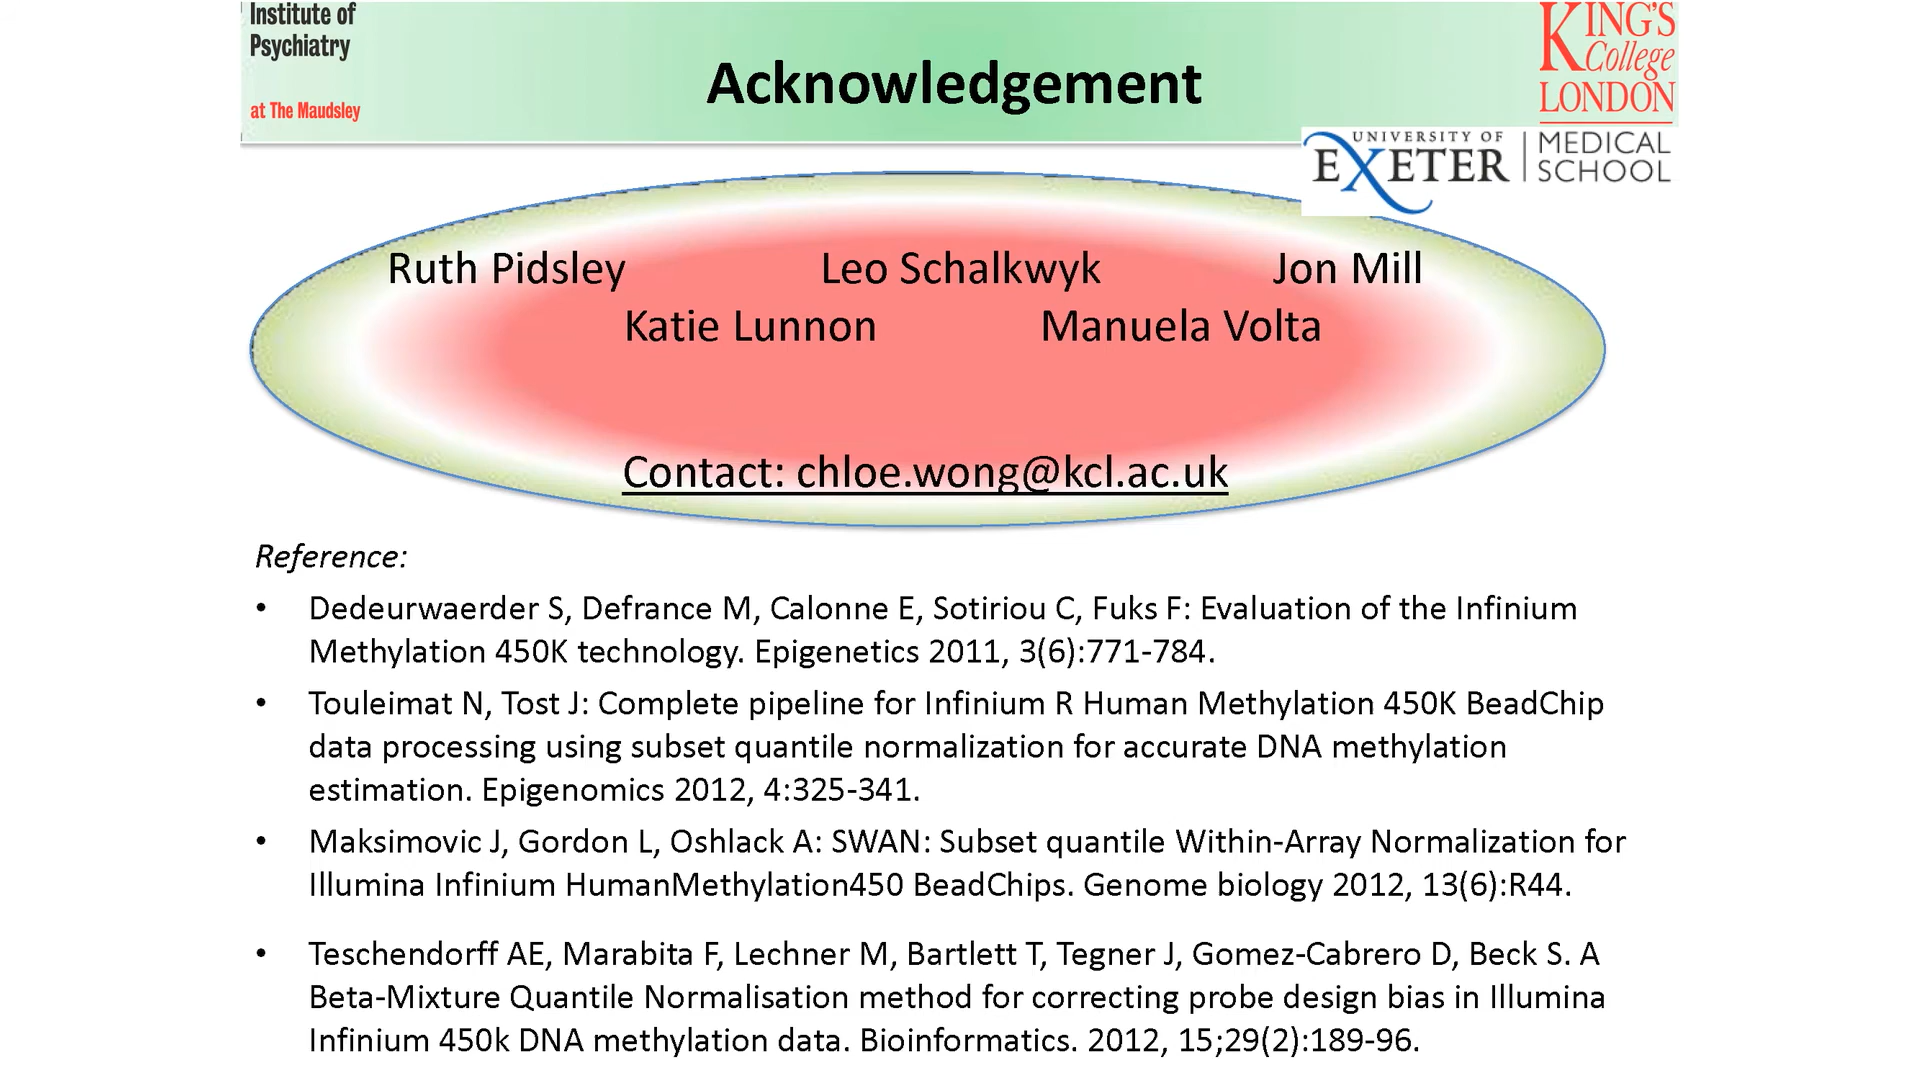 Institute of
Psychiatry
at The Maudsley
Acknowledgement
KING'S
College
LONDON
UNIVERSITY OF
EXETER
MEDICAL
SCHOOL
Ruth Pidsley Leo Schalkwyk Jon Mill
Katie Lunnon Manuela Volta
Contact: chloe.wong@kcl.ac.uk
Reference:
• Dedeurwaerder S, Defrance M, Calonne E, Sotiriou C, Fuks F: Evaluation of the Infinium
Methylation 450K technology. Epigenetics 2011, 3(6):771-784.
• Touleimat N, Tost J: Complete pipeline for Infinium R Human Methylation 450K BeadChip
data processing using subset quantile normalization for accurate DNA methylation
estimation. Epigenomics 2012, 4:325-341.
• Maksimovic J, Gordon L, Oshlack A: SWAN: Subset quantile Within-Array Normalization for
Illumina Infinium HumanMethylation450 BeadChips. Genome biology 2012, 13(6):R44.
• Teschendorff AE, Marabita F, Lechner M, Bartlett T, Tegner J, Gomez-Cabrero D, Beck S. A
Beta-Mixture Quantile Normalisation method for correcting probe design bias in Illumina
Infinium 450k DNA methylation data. Bioinformatics. 2012, 15;29(2):189-96.